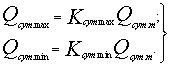 Q_{сут max} = K_{сут max} Q_{сут m};
Q_{сут min} = K_{сут min} Q_{сут m}. }